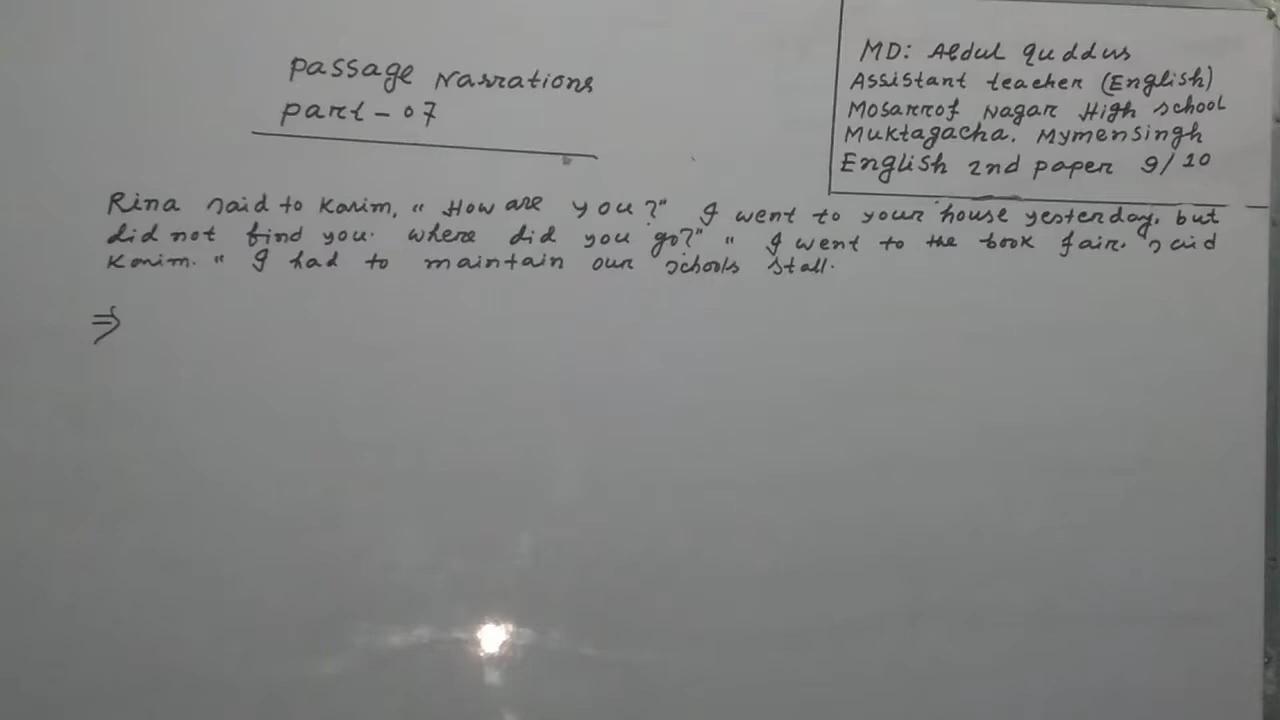 Passage Narrations
part - 07
MD: Abdul quddus
Assistant teacher (English)
Mosarrof Nagar High school
Muktagacha. Mymensingh
English 2nd paper 9/10
Rina said to Karim, "How are you?" I went to your house yesterday, but
did not find you. where did you go?" " I went to the book fair. "said
Karim. " I had to maintain our schools stall.
⇒